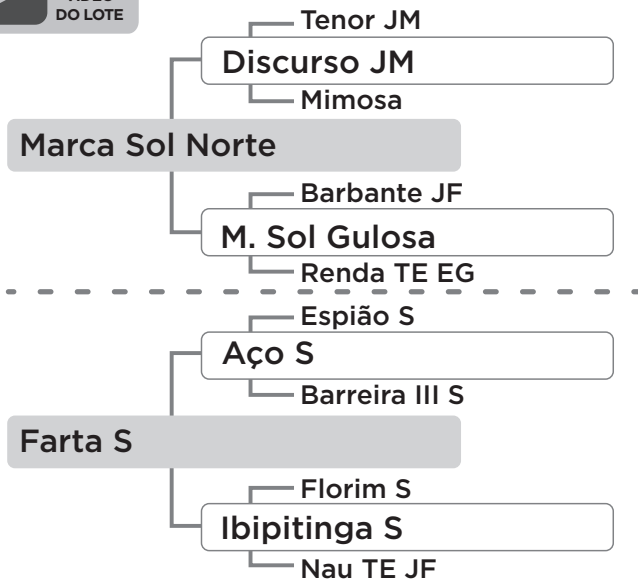 DO LOTE
Tenor JM
Discurso JM
Mimosa
Marca Sol Norte
Barbante JF
M. Sol Gulosa
Renda TE EG
Espião S
Aço S
Barreira III S
Farta S
Florim S
Ibipitinga S
Nau TE JF